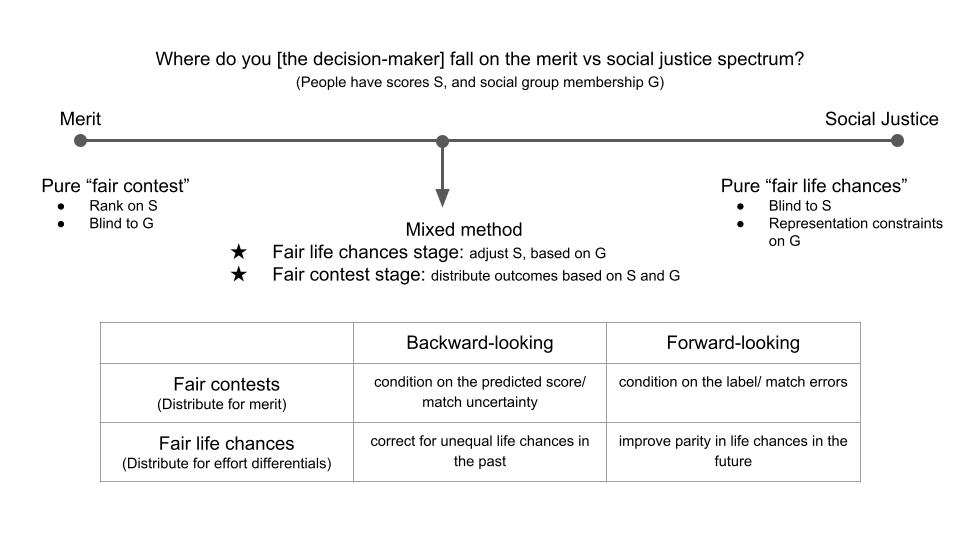 Where do you [the decision-maker] fall on the merit vs social justice spectrum?
(People have scores S, and social group membership G)
Merit
Social Justice
Pure “fair contest”
● Rank on S
● Blind to G
Pure “fair life chances”
● Blind to S
● Representation constraints
on G
Mixed method
★ Fair life chances stage: adjust S, based on G
★ Fair contest stage: distribute outcomes based on S and G
Backward-looking
Forward-looking
Fair contests
(Distribute for merit)
condition on the predicted score/
match uncertainty
condition on the label/ match errors
Fair life chances
(Distribute for effort differentials)
correct for unequal life chances in
the past
improve parity in life chances in the
future